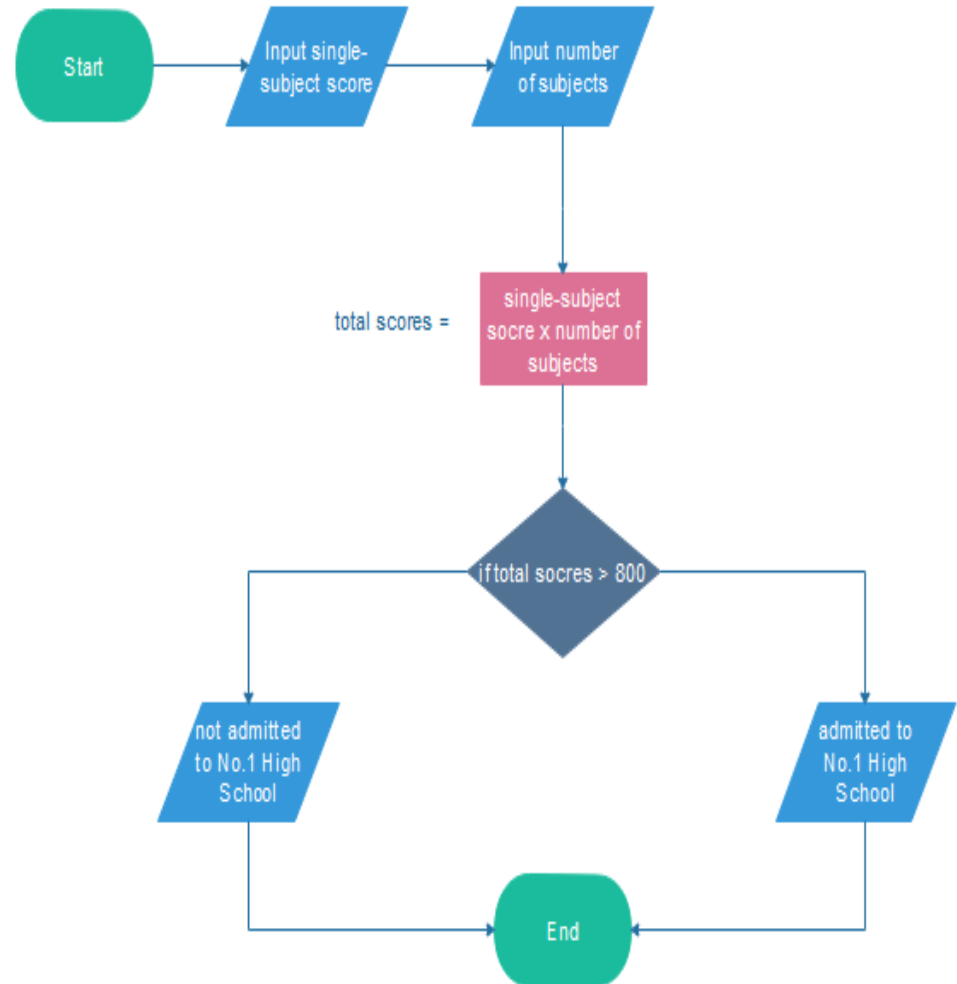 Start
Input single-
subject score
Input number
of subjects
total scores =
single-subject
socre x number of
subjects
if total socres > 800
not admitted
to No.1 High
School
admitted to
No.1 High
School
End